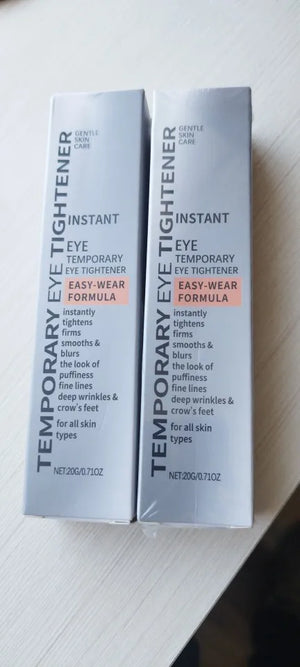 TEMPORARY EYE TIGHTENER
GENTLE
SKIN
CARE
INSTANT
EYE
TEMPORARY
EYE TIGHTENER
EASY-WEAR
FORMULA
instantly
tightens
firms
smooths &
blurs
the look of
puffiness
fine lines
deep wrinkles &
crow's feet
for all skin
types
NET:20G/0.71OZ
TEMPORARY EYE TIGHTENER
GENTLE
SKIN
CARE
INSTANT
EYE
TEMPORARY
EYE TIGHTENER
EASY-WEAR
FORMULA
instantly
tightens
firms
smooths &
blurs
the look of
puffiness
fine lines
deep wrinkles &
crow's feet
for all skin
types
NET:20G/0.71OZ